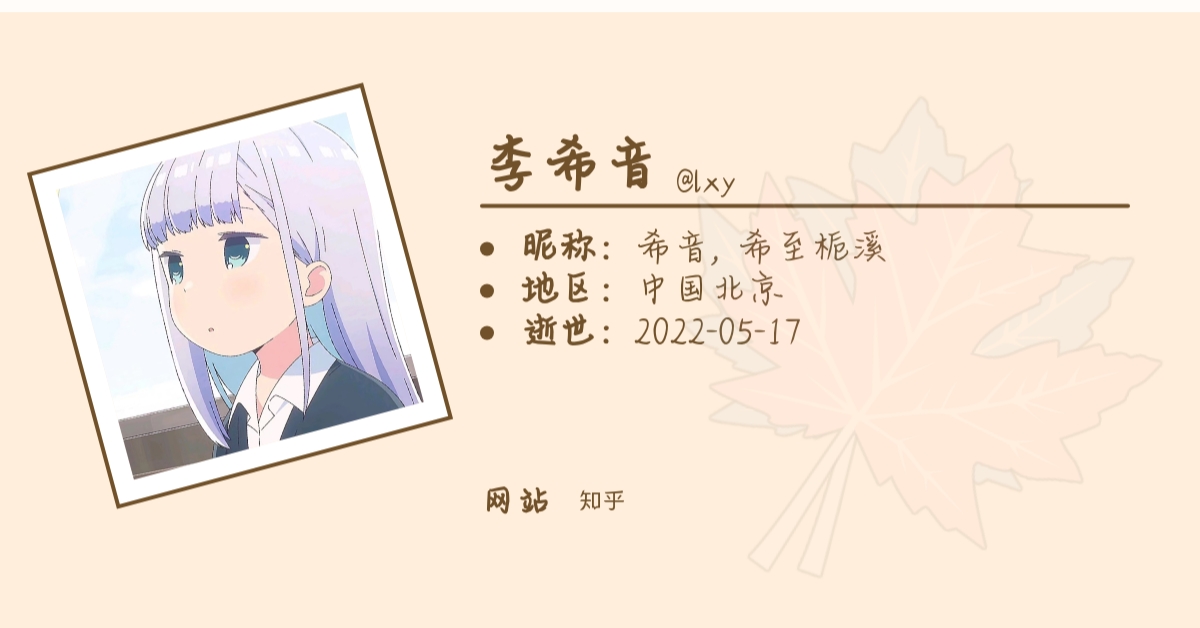 李希音 @lxy
昵称：希音, 希至栀溪
地区：中国北京
逝世：2022-05-17
网站 知乎